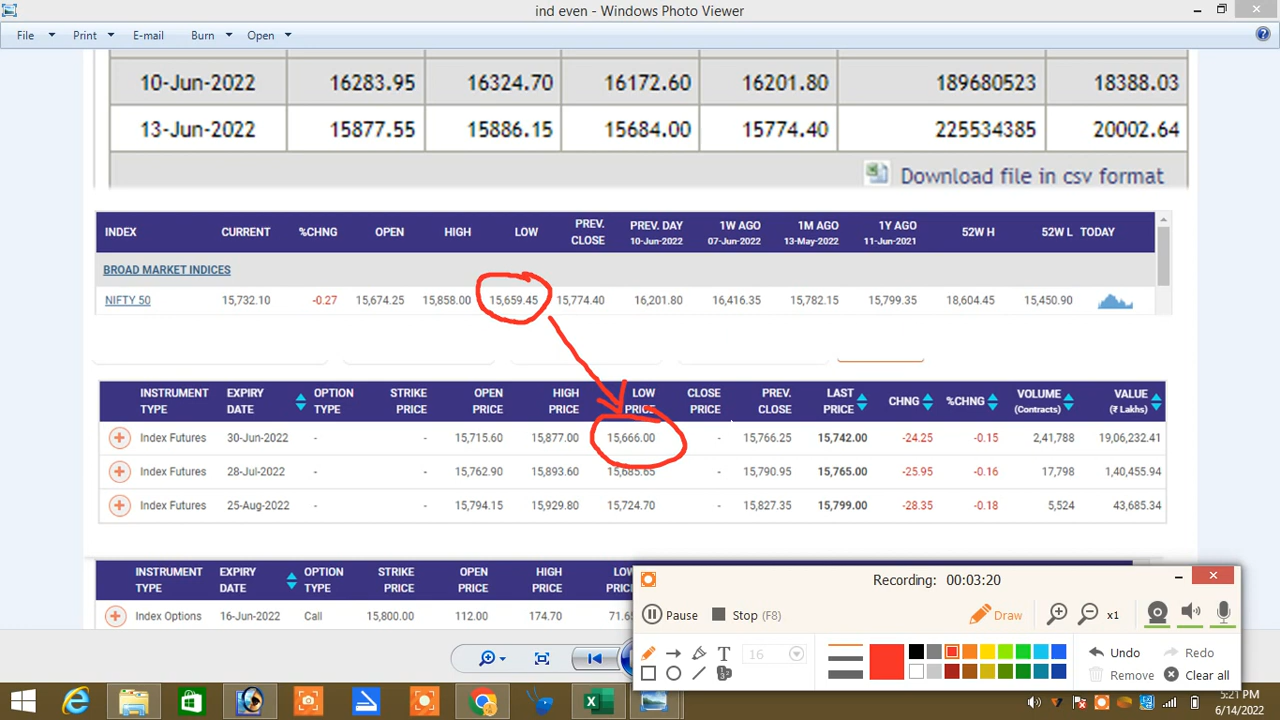 ind even - Windows Photo Viewer
File Print E-mail Burn Open
10-Jun-2022 16283.95 16324.70 16172.60 16201.80 189680523 18388.03
13-Jun-2022 15877.55 15886.15 15684.00 15774.40 225534385 20002.64
Download file in csv format
INDEX CURRENT %CHNG OPEN HIGH LOW PREV. CLOSE PREV. DAY 10-Jun-2022 1W AGO 07-Jun-2022 1M AGO 13-May-2022 1Y AGO 11-Jun-2021 52W H 52W L TODAY
BROAD MARKET INDICES
NIFTY 50 15,732.10 -0.27 15,674.25 15,858.00 15,659.45 15,774.40 16,201.80 16,416.35 15,782.15 15,799.35 18,604.45 15,450.90
INSTRUMENT TYPE EXPIRY DATE OPTION TYPE STRIKE PRICE OPEN PRICE HIGH PRICE LOW PRICE CLOSE PRICE PREV. CLOSE LAST PRICE CHNG %CHNG VOLUME (Contracts) VALUE (₹ Lakhs)
Index Futures 30-Jun-2022 - - 15,715.60 15,877.00 15,666.00 - 15,766.25 15,742.00 -24.25 -0.15 2,41,788 19,06,232.41
Index Futures 28-Jul-2022 - - 15,762.90 15,893.60 15,685.65 - 15,790.95 15,765.00 -25.95 -0.16 17,798 1,40,455.94
Index Futures 25-Aug-2022 - - 15,794.15 15,929.80 15,724.70 - 15,827.35 15,799.00 -28.35 -0.18 5,524 43,685.34
INSTRUMENT TYPE EXPIRY DATE OPTION TYPE STRIKE PRICE OPEN PRICE HIGH PRICE
Index Options 16-Jun-2022 Call 15,800.00 112.00 174.70
Recording: 00:03:20
Pause Stop (F8) Draw x1
T 16 Undo Redo
Remove Clear all
5:21 PM
6/14/2022